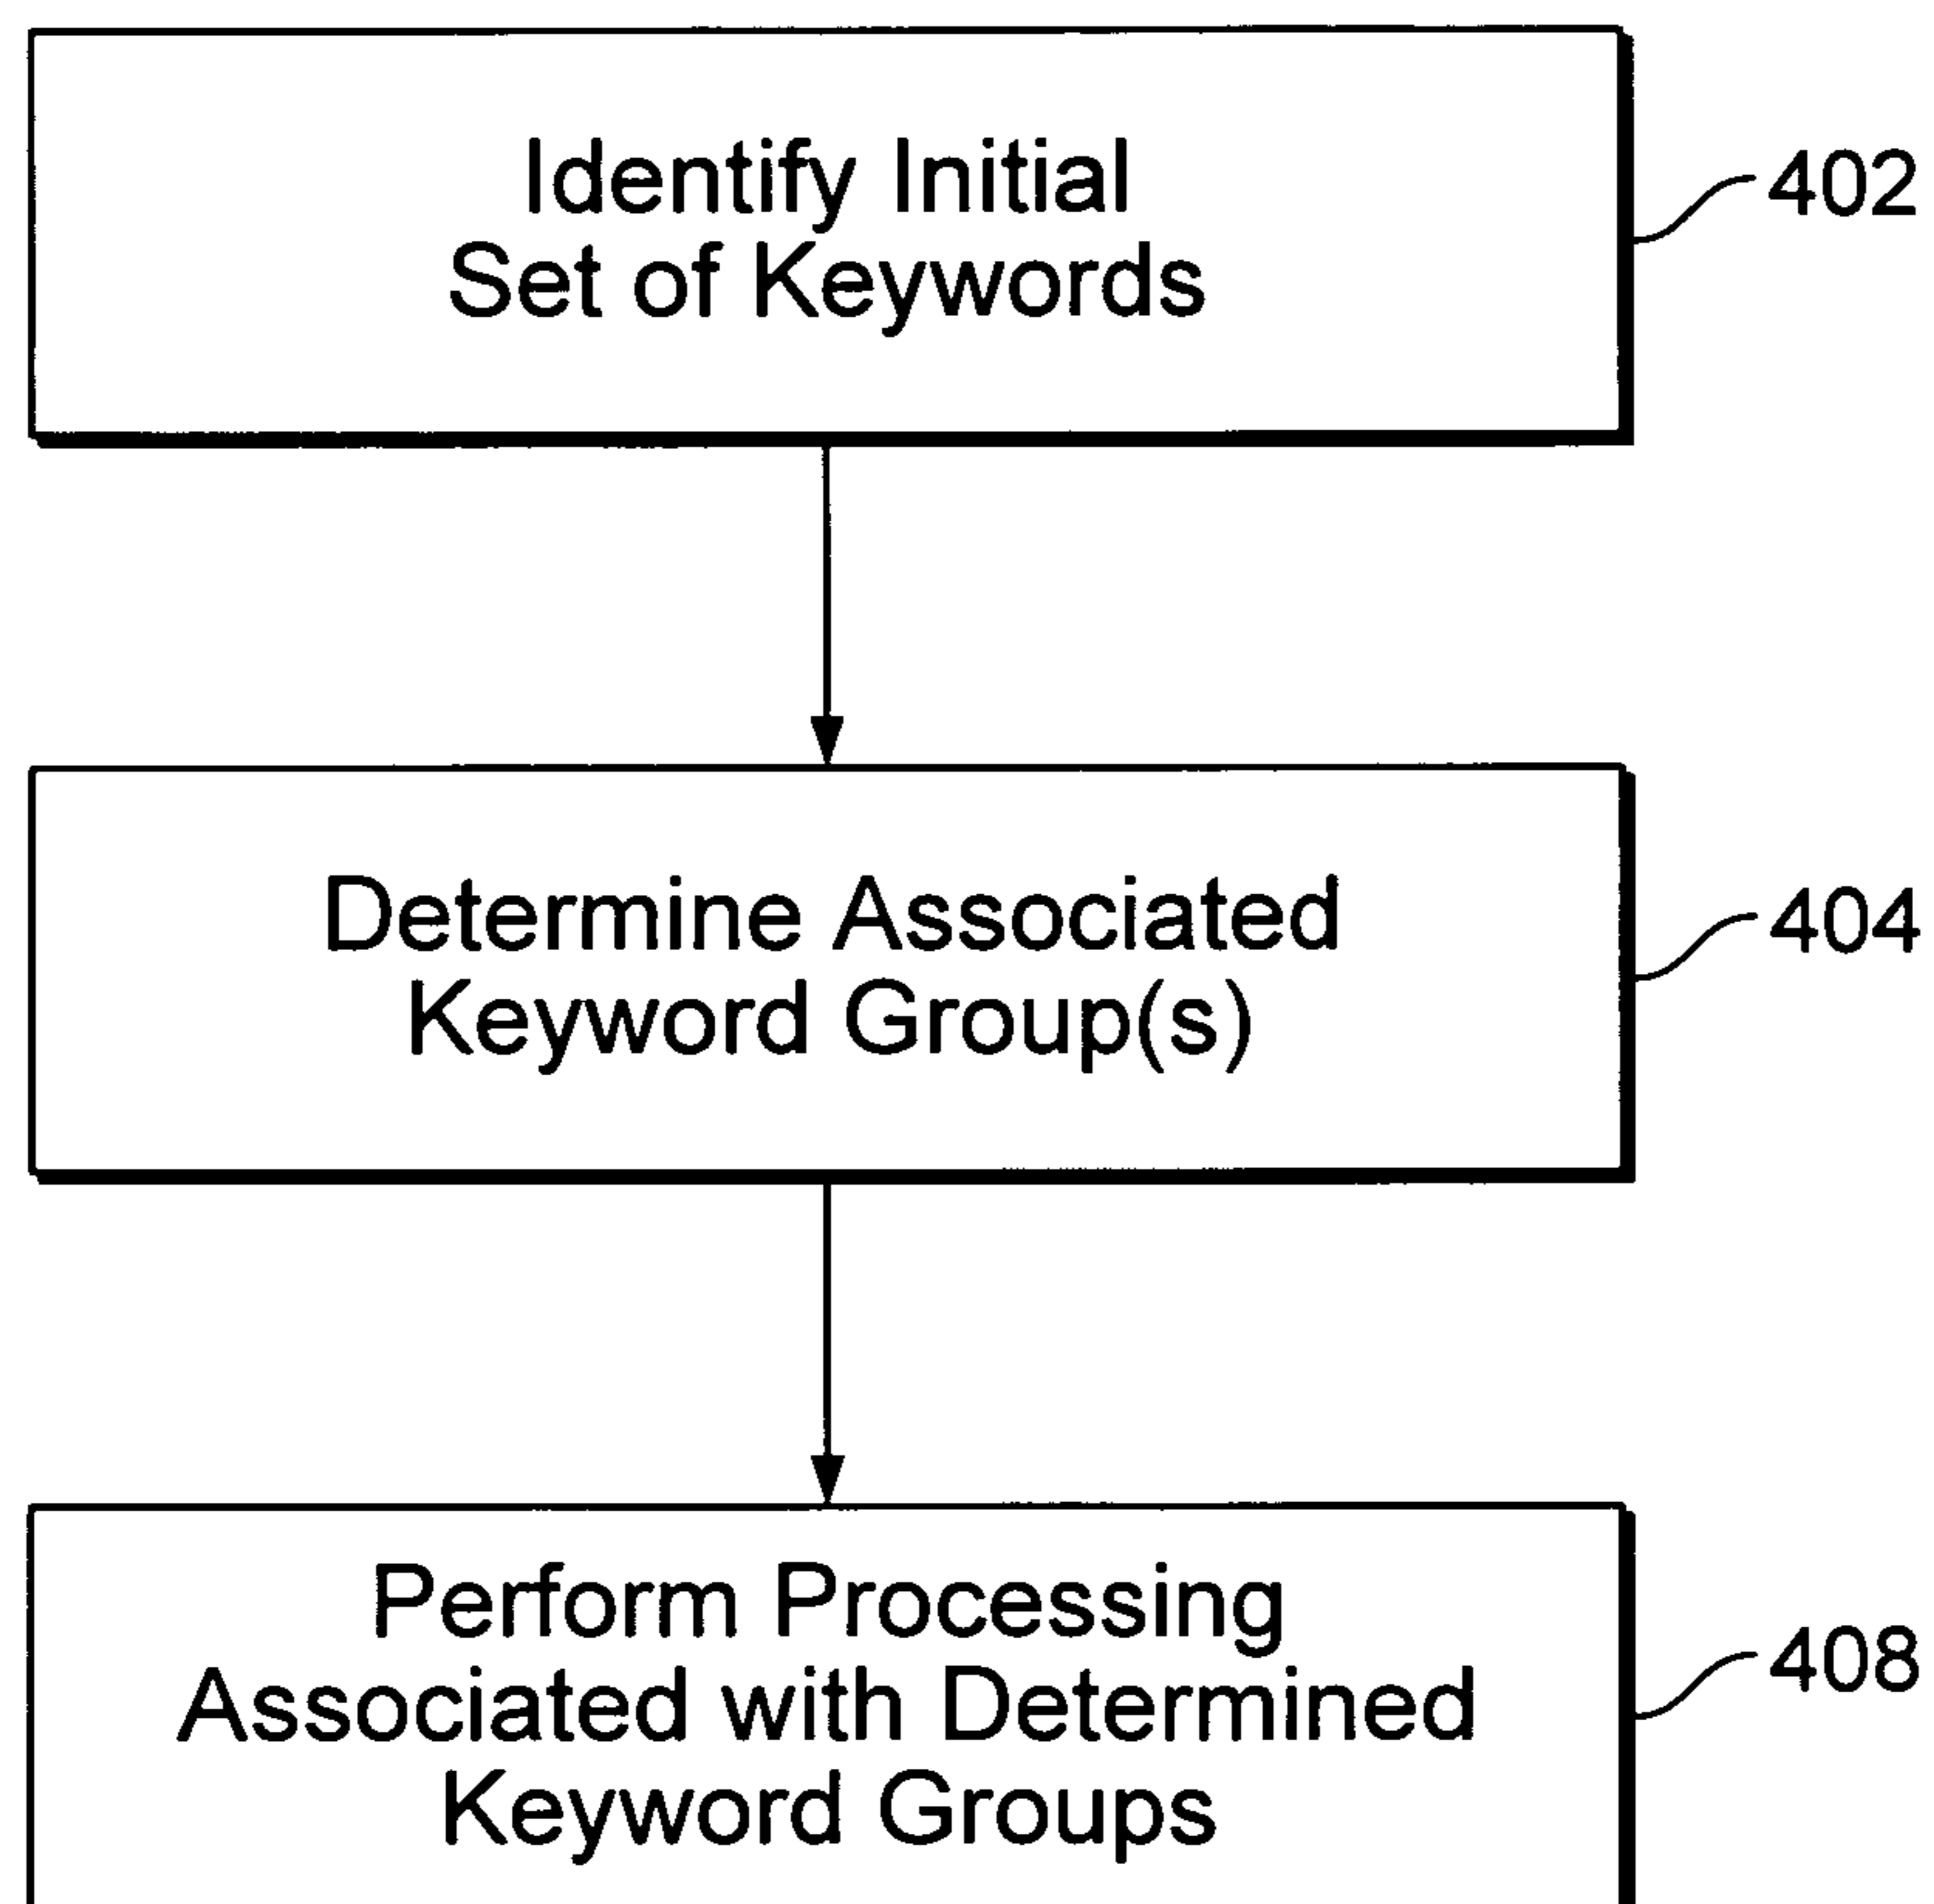 Identify Initial
Set of Keywords
402
Determine Associated
Keyword Group(s)
404
Perform Processing
Associated with Determined
Keyword Groups
408